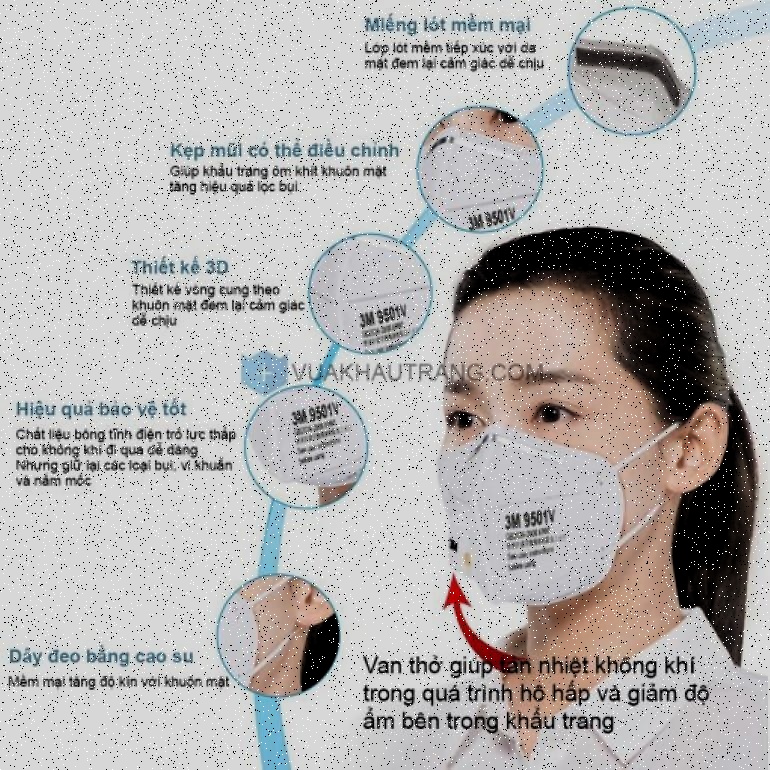 Miếng lót mềm mại
Lớp lót mềm tiếp xúc với da
mặt đem lại cảm giác dễ chịu
Kẹp mũi có thể điều chỉnh
Giúp khẩu trang ôm khít khuôn mặt
tăng hiệu quả lọc bụi.
3M 9501V
Thiết kế 3D
Thiết kế vòng cung theo
khuôn mặt đem lại cảm giác
dễ chịu
3M 9501V
VUAKHAUTRANG.COM
Hiệu quả bảo vệ tốt
Chất liệu bông tĩnh điện trở lực thấp
cho không khí đi qua dễ dàng
Nhưng giữ lại các loại bụi, vi khuẩn
và nấm mốc
3M 9501V
3M 9501V
Dây đeo bằng cao su
Mềm mại tăng độ kín với khuôn mặt
Van thở giúp tản nhiệt không khí
trong quá trình hô hấp và giảm độ
ẩm bên trong khẩu trang